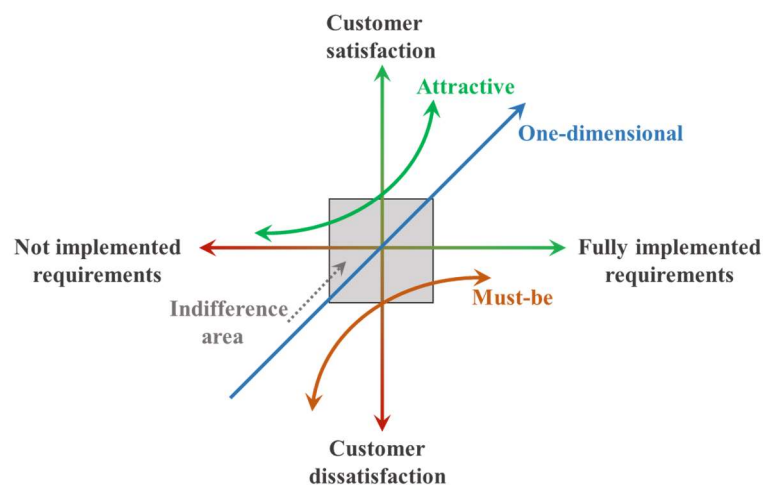 Customer
satisfaction
Attractive
One-dimensional
Not implemented
requirements
Fully implemented
requirements
Indifference
area
Must-be
Customer
dissatisfaction